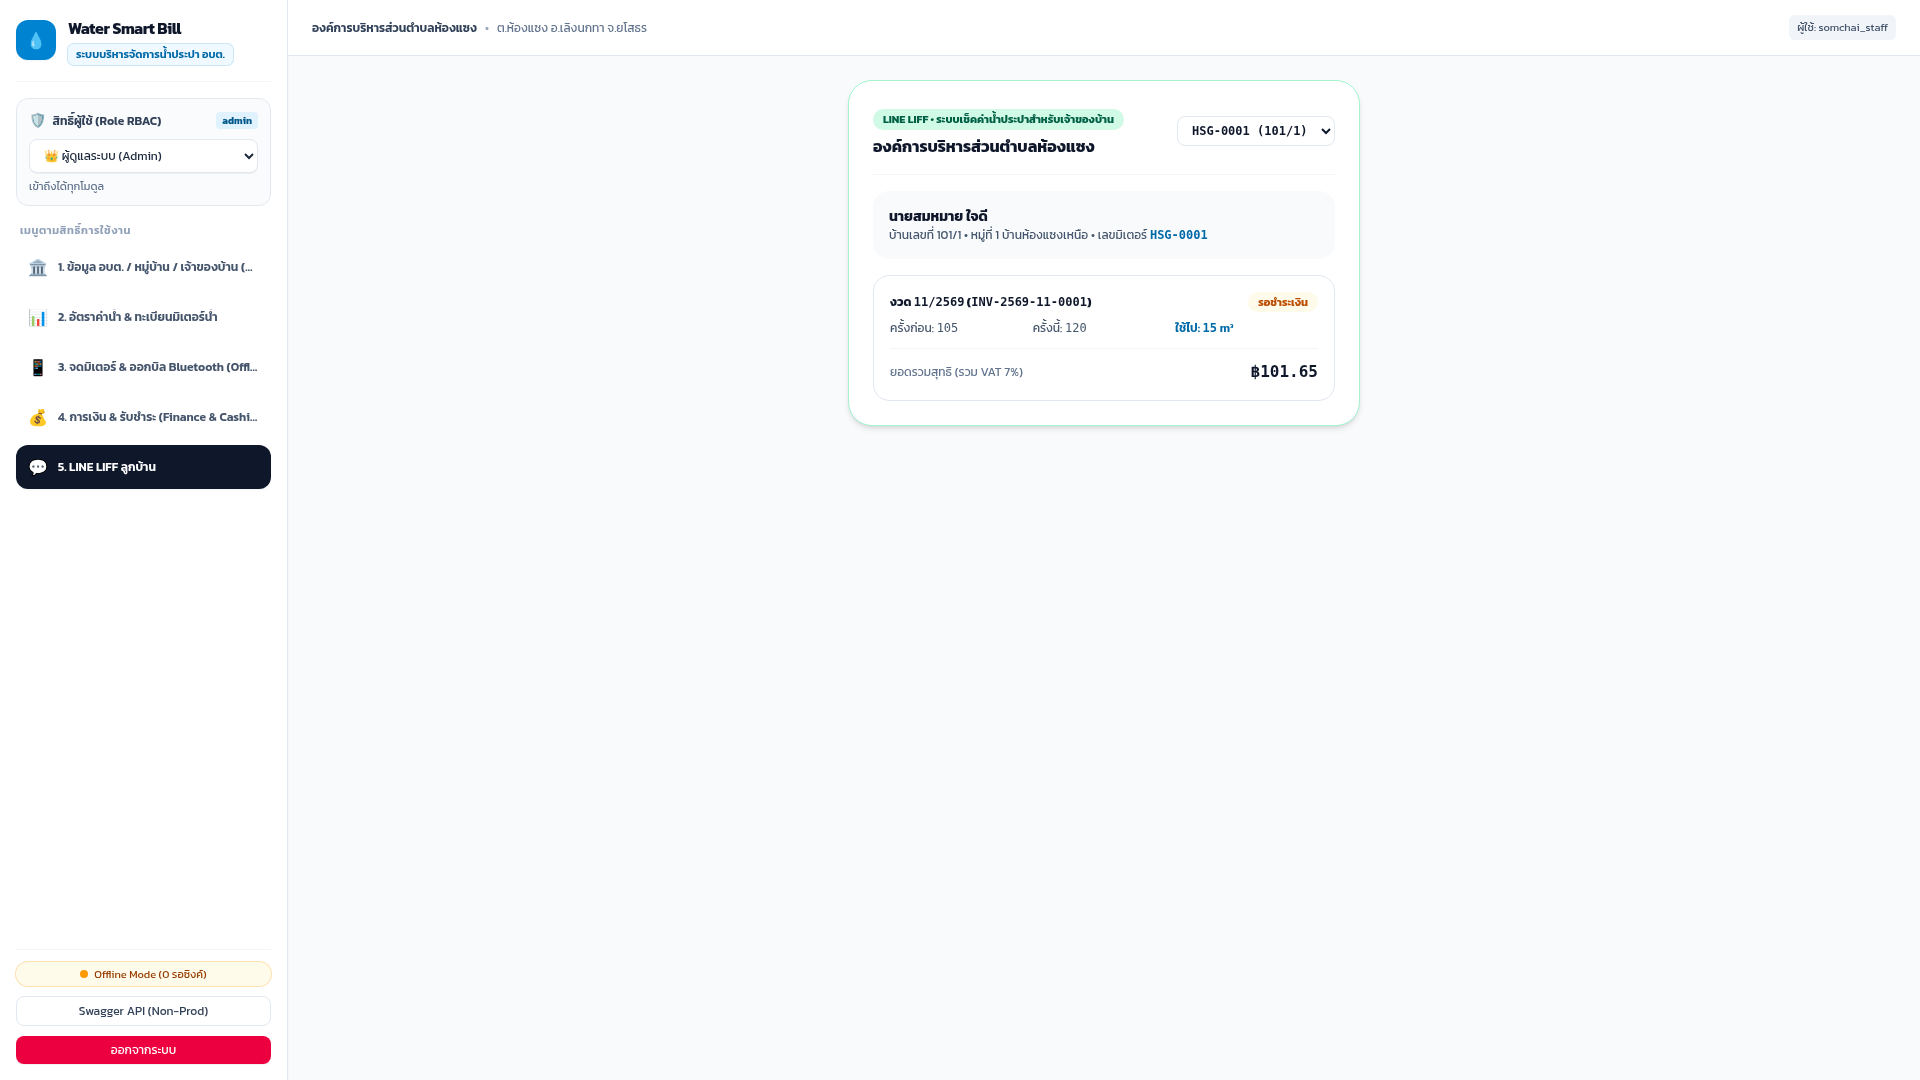 Water Smart Bill
ระบบบริหารจัดการน้ำประปา อบต.
สิทธิ์ผู้ใช้ (Role RBAC)
admin
👑 ผู้ดูแลระบบ (Admin)
เข้าถึงได้ทุกโมดูล
เมนูตามสิทธิ์การใช้งาน
1. ข้อมูล อบต. / หมู่บ้าน / เจ้าของบ้าน (...
2. อัตราค่าน้ำ & ทะเบียนมิเตอร์น้ำ
3. จดมิเตอร์ & ออกบิล Bluetooth (Offl...
4. การเงิน & รับชำระ (Finance & Cashi...
5. LINE LIFF ลูกบ้าน
Offline Mode (0 รอซิงค์)
Swagger API (Non-Prod)
ออกจากระบบ
องค์การบริหารส่วนตำบลห้องแซง • ต.ห้องแซง อ.เลิงนกทา จ.ยโสธร
ผู้ใช้: somchai_staff
LINE LIFF • ระบบเช็คค่าน้ำประปาสำหรับเจ้าของบ้าน
องค์การบริหารส่วนตำบลห้องแซง
HSG-0001 (101/1)
นายสมหมาย ใจดี
บ้านเลขที่ 101/1 • หมู่ที่ 1 บ้านห้องแซงเหนือ • เลขมิเตอร์ HSG-0001
งวด 11/2569 (INV-2569-11-0001)
รอชำระเงิน
ครั้งก่อน: 105
ครั้งนี้: 120
ใช้ไป: 15 m³
ยอดรวมสุทธิ (รวม VAT 7%)
฿101.65